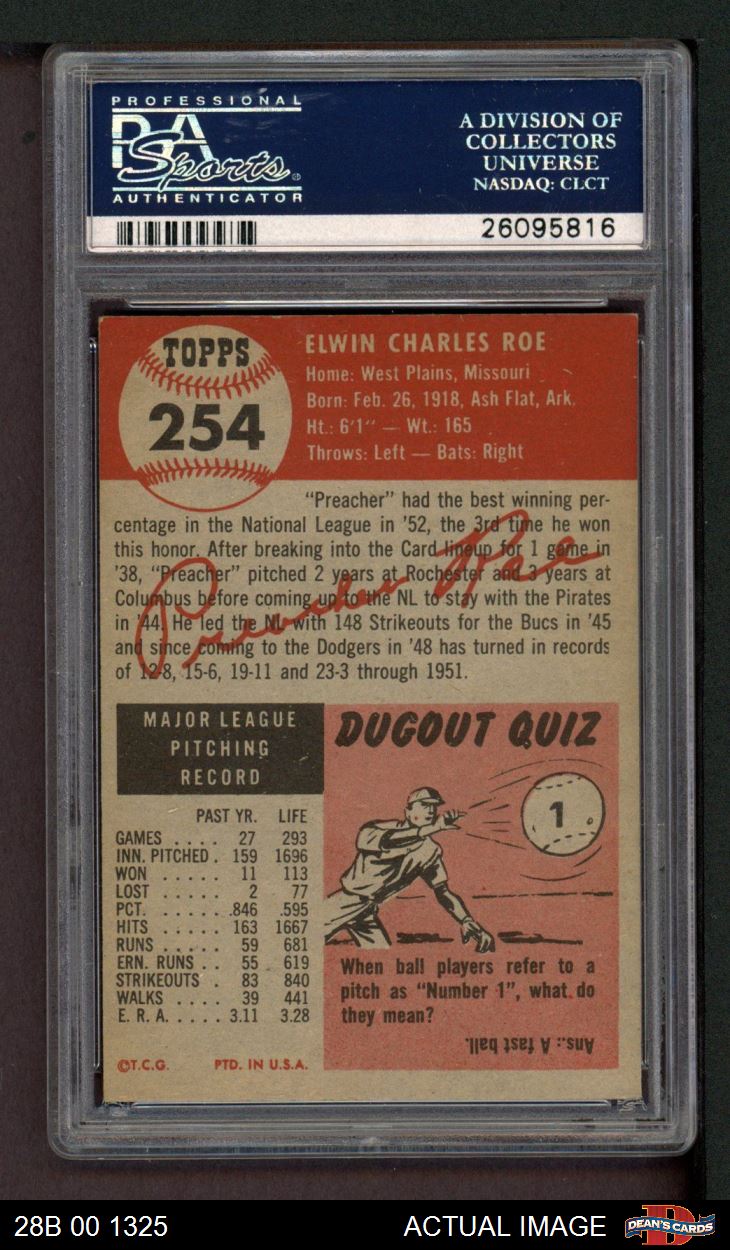 PROFESSIONAL
PSA
Sports
AUTHENTICATOR
A DIVISION OF
COLLECTORS
UNIVERSE
NASDAQ: CLCT
26095816
TOPPS
254
ELWIN CHARLES ROE
Home: West Plains, Missouri
Born: Feb. 26, 1918, Ash Flat, Ark.
Ht.: 6'1" — Wt.: 165
Throws: Left — Bats: Right
"Preacher" had the best winning per-
centage in the National League in '52, the 3rd time he won
this honor. After breaking into the Card lineup for 1 game in
'38, "Preacher" pitched 2 years at Rochester and 3 years at
Columbus before coming up to the NL to stay with the Pirates
in '44. He led the NL with 148 Strikeouts for the Bucs in '45
and since coming to the Dodgers in '48 has turned in records
of 12-8, 15-6, 19-11 and 23-3 through 1951.
Preacher Roe
MAJOR LEAGUE
PITCHING
RECORD
PAST YR. LIFE
GAMES .... 27 293
INN. PITCHED . 159 1696
WON ..... 11 113
LOST ..... 2 77
PCT. ...... .846 .595
HITS ..... 163 1667
RUNS ..... 59 681
ERN. RUNS .. 55 619
STRIKEOUTS . 83 840
WALKS .... 39 441
E. R. A. ..... 3.11 3.28
©T.C.G. PTD. IN U.S.A.
DUGOUT QUIZ
1
When ball players refer to a
pitch as "Number 1", what do
they mean?
Ans.: A fast ball.
28B 00 1325
ACTUAL IMAGE
D
DEAN'S CARDS